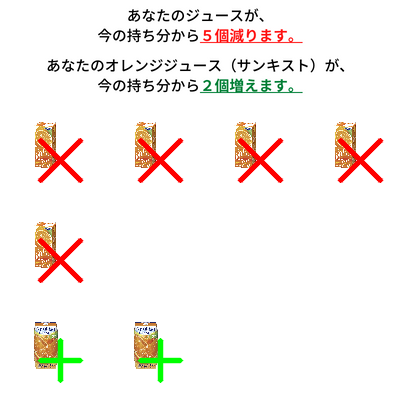 あなたのジュースが、
今の持ち分から５個減ります。
あなたのオレンジジュース（サンキスト）が、
今の持ち分から２個増えます。